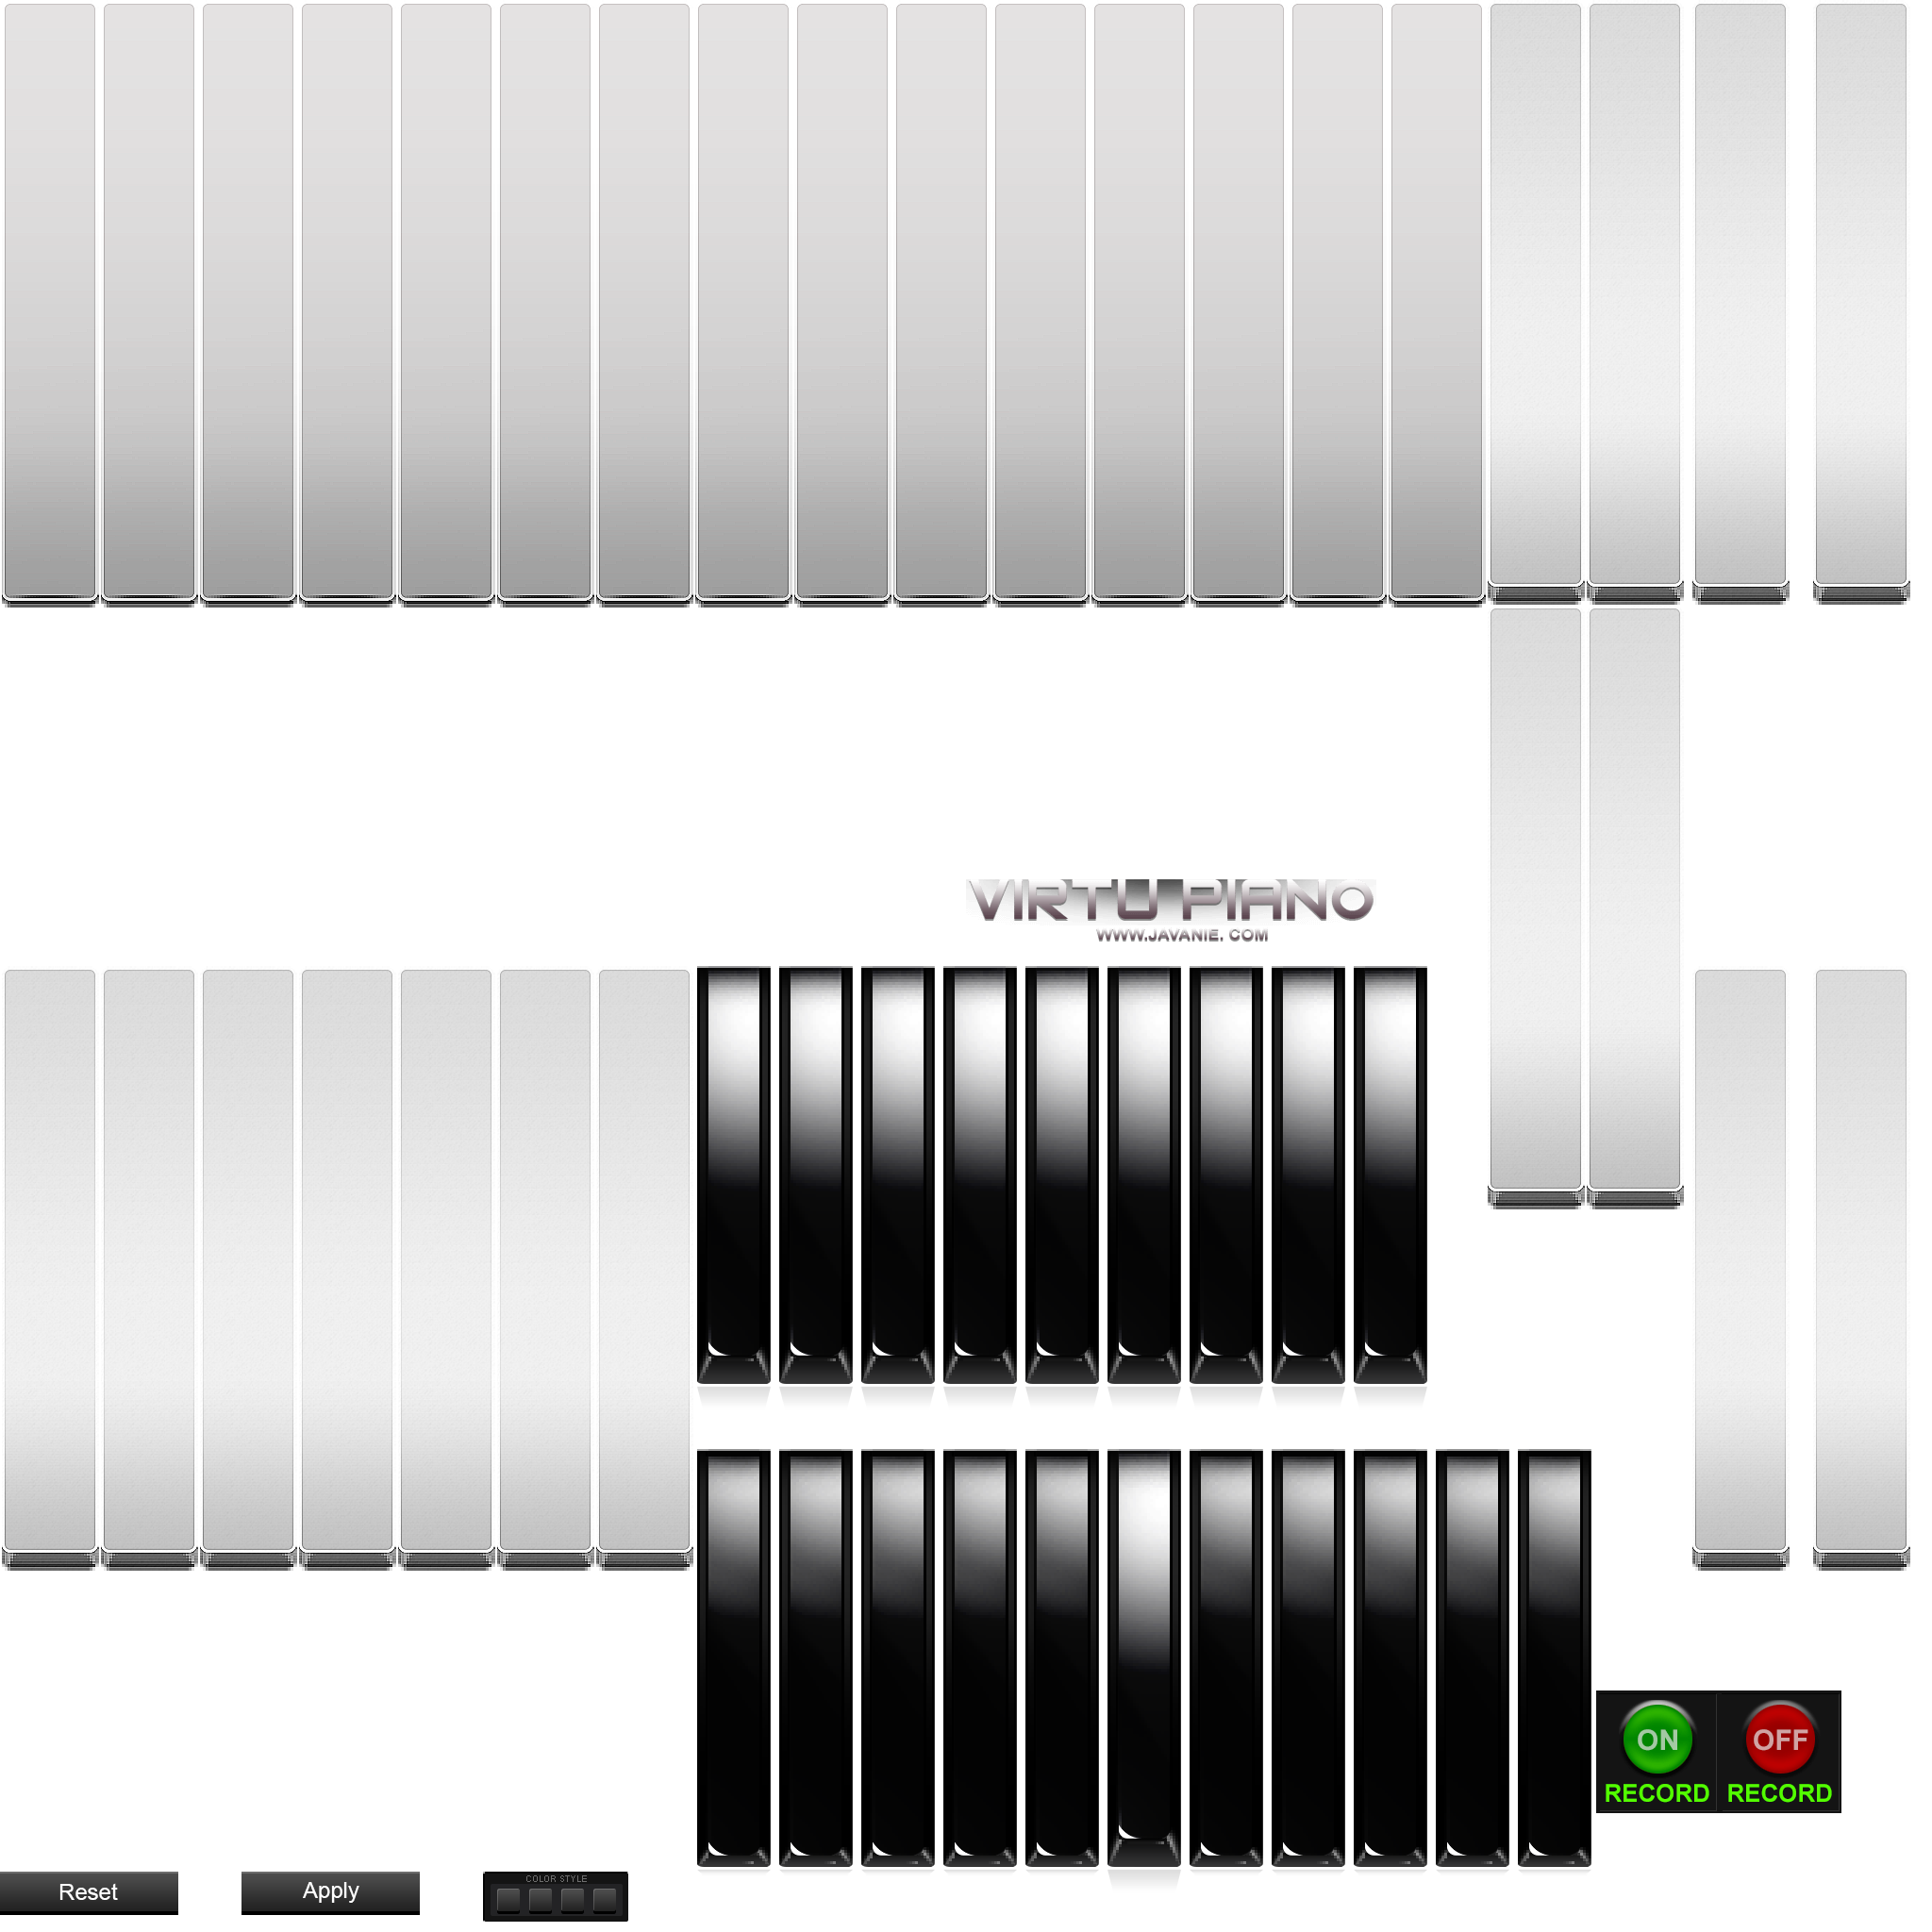 VIRTU PIANO
WWW.JAVANIE. COM
ON
OFF
RECORD
RECORD
Reset
Apply
COLOR STYLE